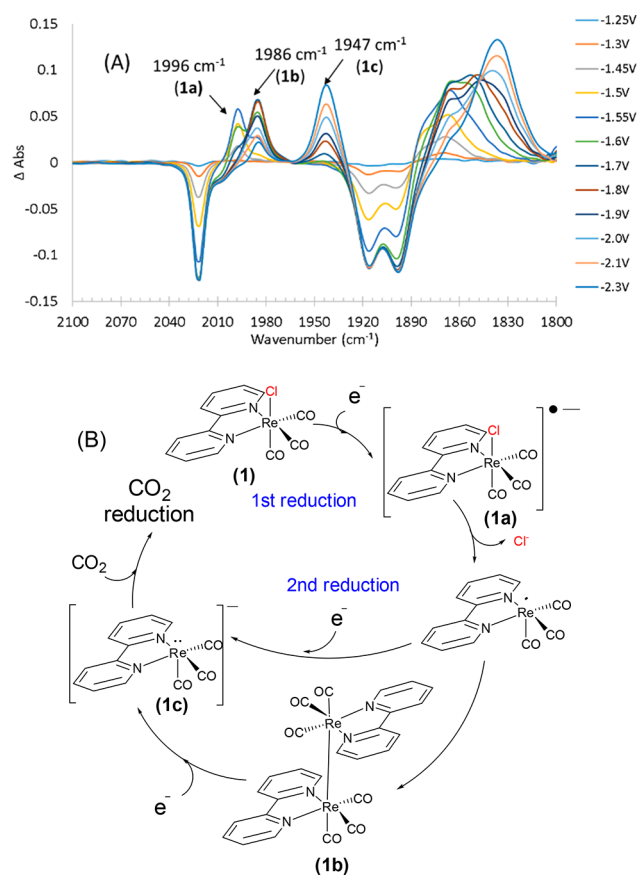 (A)
1996 cm⁻¹
(1a)
1986 cm⁻¹
(1b)
1947 cm⁻¹
(1c)
Δ Abs
0.15
0.1
0.05
0
-0.05
-0.1
-0.15
2100 2070 2040 2010 1980 1950 1920 1890 1860 1830 1800
Wavenumber (cm⁻¹)
-1.25V
-1.3V
-1.45V
-1.5V
-1.55V
-1.6V
-1.7V
-1.8V
-1.9V
-2.0V
-2.1V
-2.3V
(B)
Cl
N
Re
N
CO
CO
CO
(1)
e⁻
1st reduction
Cl
N
Re
N
CO
CO
CO
● —
(1a)
Cl⁻
CO₂
reduction
CO₂
2nd reduction
e⁻
N
Re
N
CO
CO
CO
N
Re
N
CO
CO
CO
—
(1c)
OC
OC
OC
Re
N
N
N
Re
N
CO
CO
CO
(1b)
e⁻